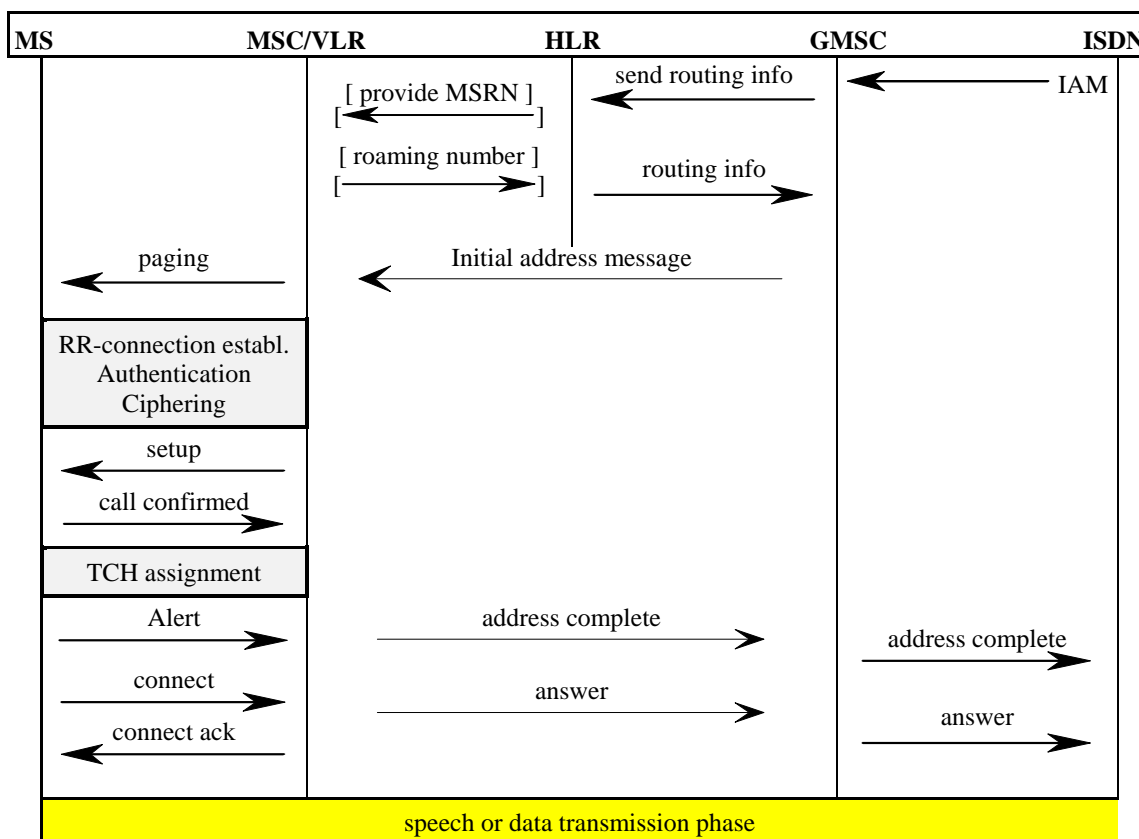 MS MSC/VLR HLR GMSC ISDN
send routing info
IAM
[ provide MSRN ]
[ ]
[ roaming number ]
[ ]
routing info
paging
Initial address message
RR-connection establ.
Authentication
Ciphering
setup
call confirmed
TCH assignment
Alert
address complete
address complete
connect
answer
answer
connect ack
speech or data transmission phase